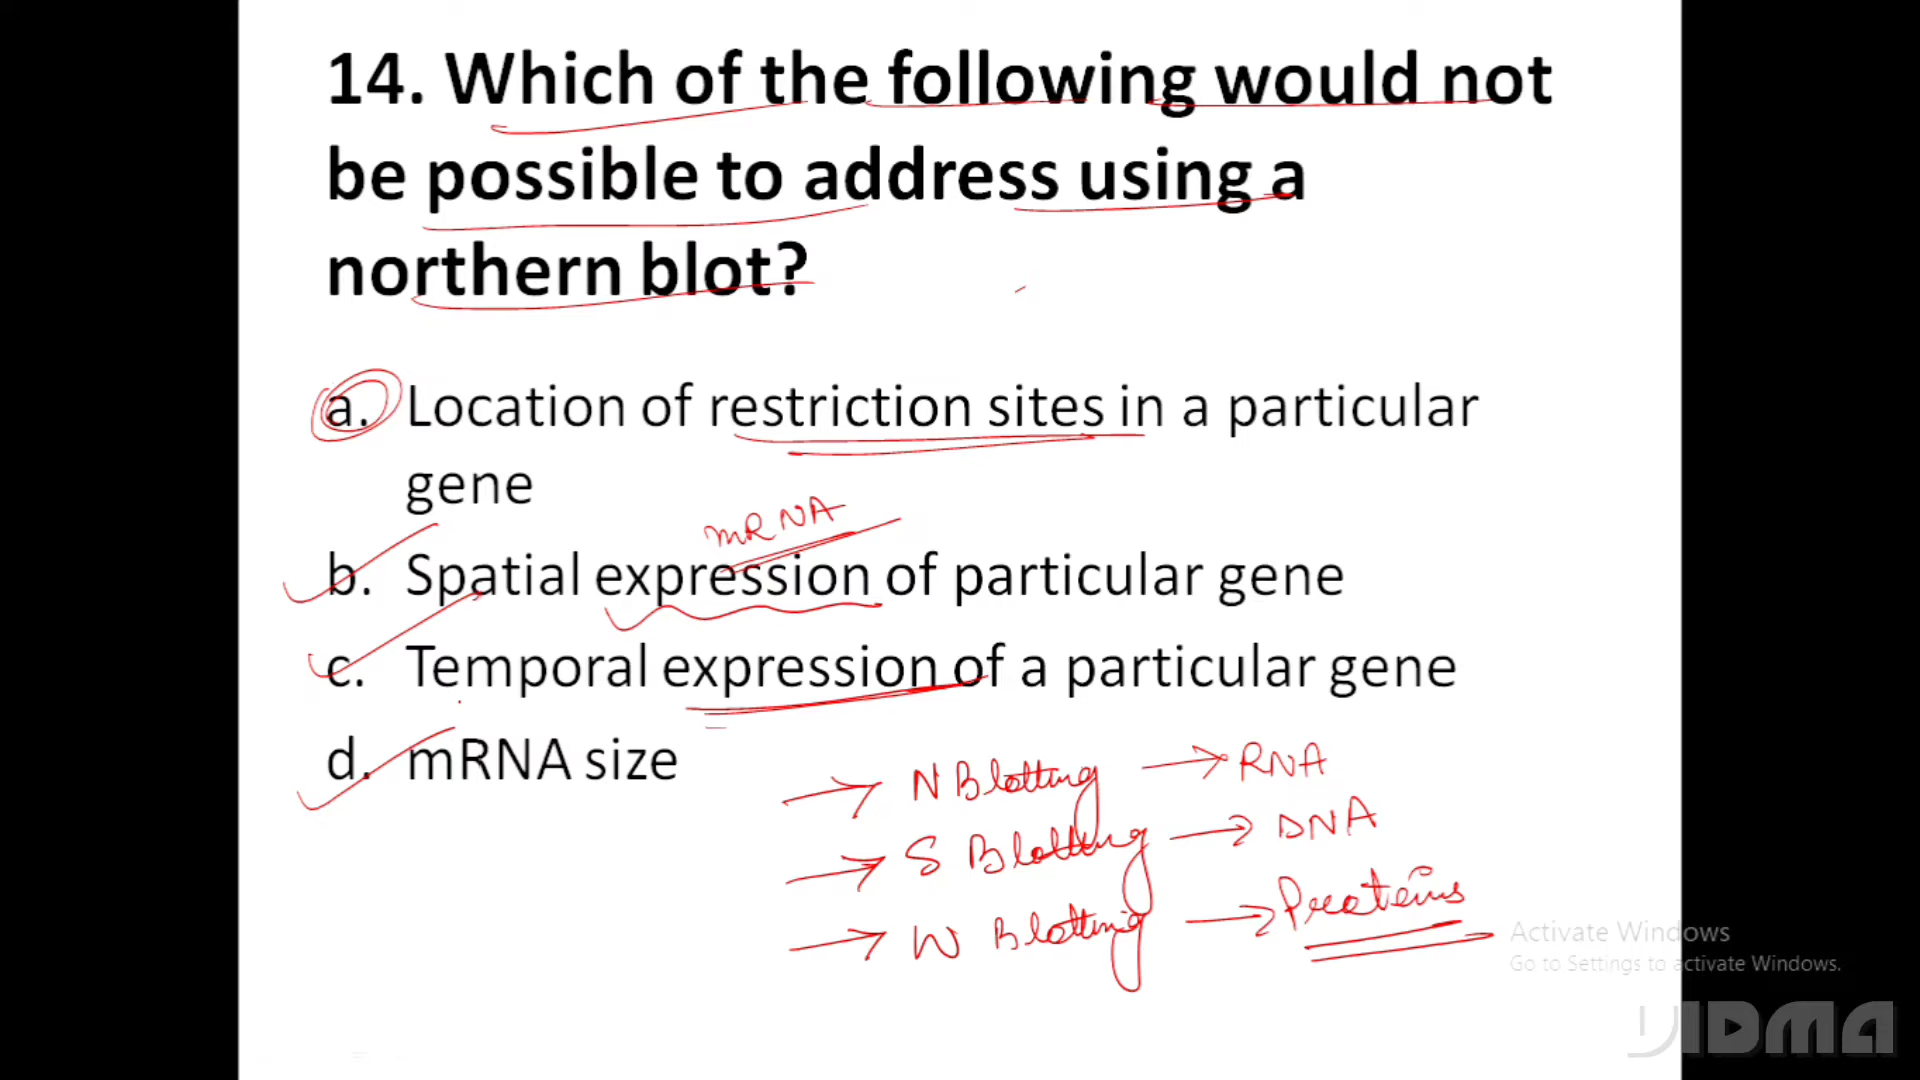 14. Which of the following would not
be possible to address using a
northern blot?
a. Location of restriction sites in a particular
gene
mRNA
b. Spatial expression of particular gene
c. Temporal expression of a particular gene
d. mRNA size
→ N Blotting → RNA
→ S Blotting → DNA
→ W Blotting → Proteins
Activate Windows
Go to Settings to activate Windows.
VIDMA